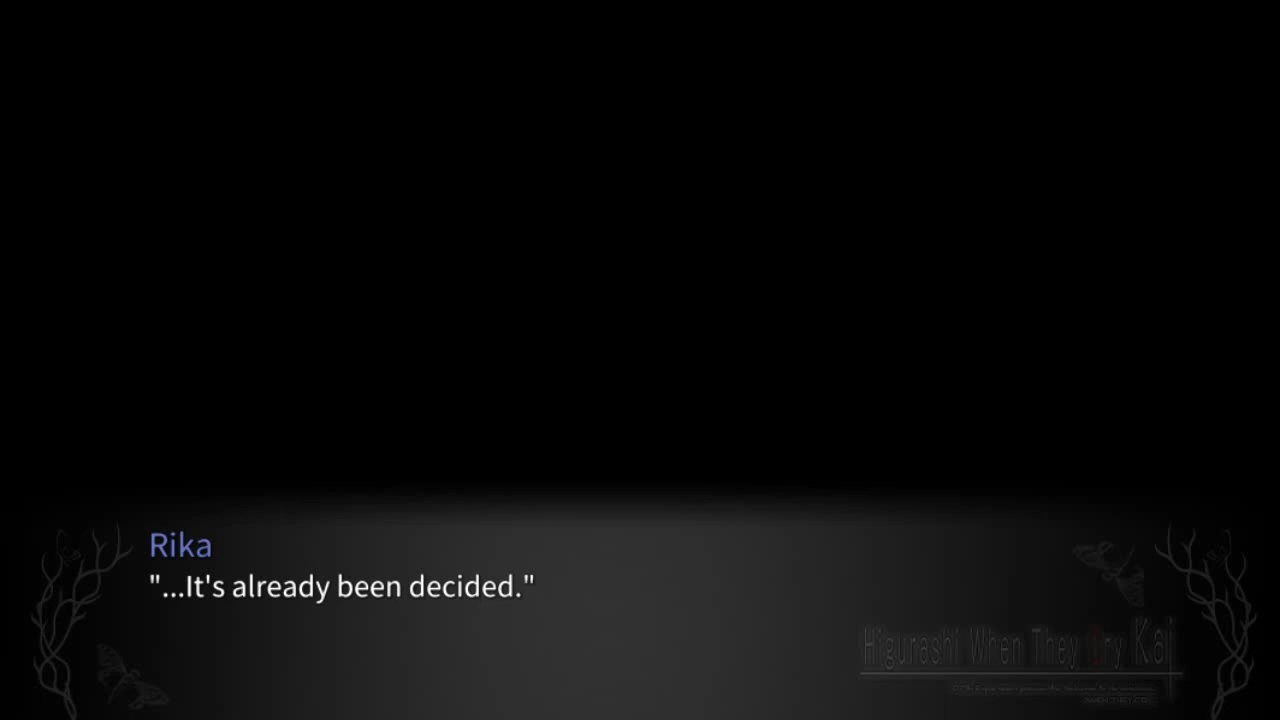 Rika
"...It's already been decided."
Higurashi When They Cry Kai